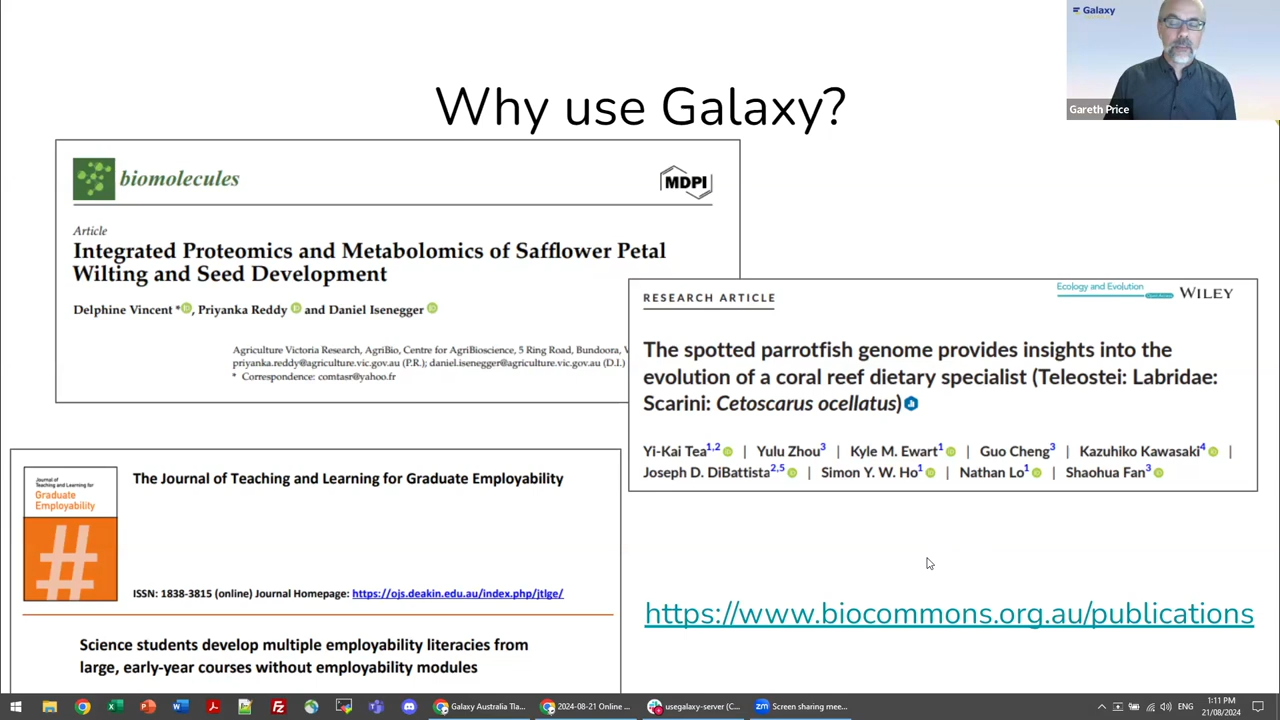 Galaxy
Gareth Price
Why use Galaxy?
biomolecules
MDPI
Article
Integrated Proteomics and Metabolomics of Safflower Petal
Wilting and Seed Development
Delphine Vincent *, Priyanka Reddy and Daniel Isenegger
Agriculture Victoria Research, AgriBio, Centre for AgriBioscience, 5 Ring Road, Bundoora, V
priyanka.reddy@agriculture.vic.gov.au (P.R.); daniel.isenegger@agriculture.vic.gov.au (D.I.)
* Correspondence: comtasr@yahoo.fr
RESEARCH ARTICLE
Ecology and Evolution
WILEY
The spotted parrotfish genome provides insights into the
evolution of a coral reef dietary specialist (Teleostei: Labridae:
Scarini: Cetoscarus ocellatus)
Yi-Kai Tea1,2 | Yulu Zhou3 | Kyle M. Ewart1 | Guo Cheng3 | Kazuhiko Kawasaki4 |
Joseph D. DiBattista2,5 | Simon Y. W. Ho1 | Nathan Lo1 | Shaohua Fan3
Journal of
Teaching and Learning for
Graduate
Employability
#
The Journal of Teaching and Learning for Graduate Employability
ISSN: 1838-3815 (online) Journal Homepage: https://ojs.deakin.edu.au/index.php/jtlge/
Science students develop multiple employability literacies from
large, early-year courses without employability modules
https://www.biocommons.org.au/publications
Galaxy Australia Tla...
2024-08-21 Online ...
usegalaxy-server (C...
zm
Screen sharing mee...
ENG
1:11 PM
21/08/2024